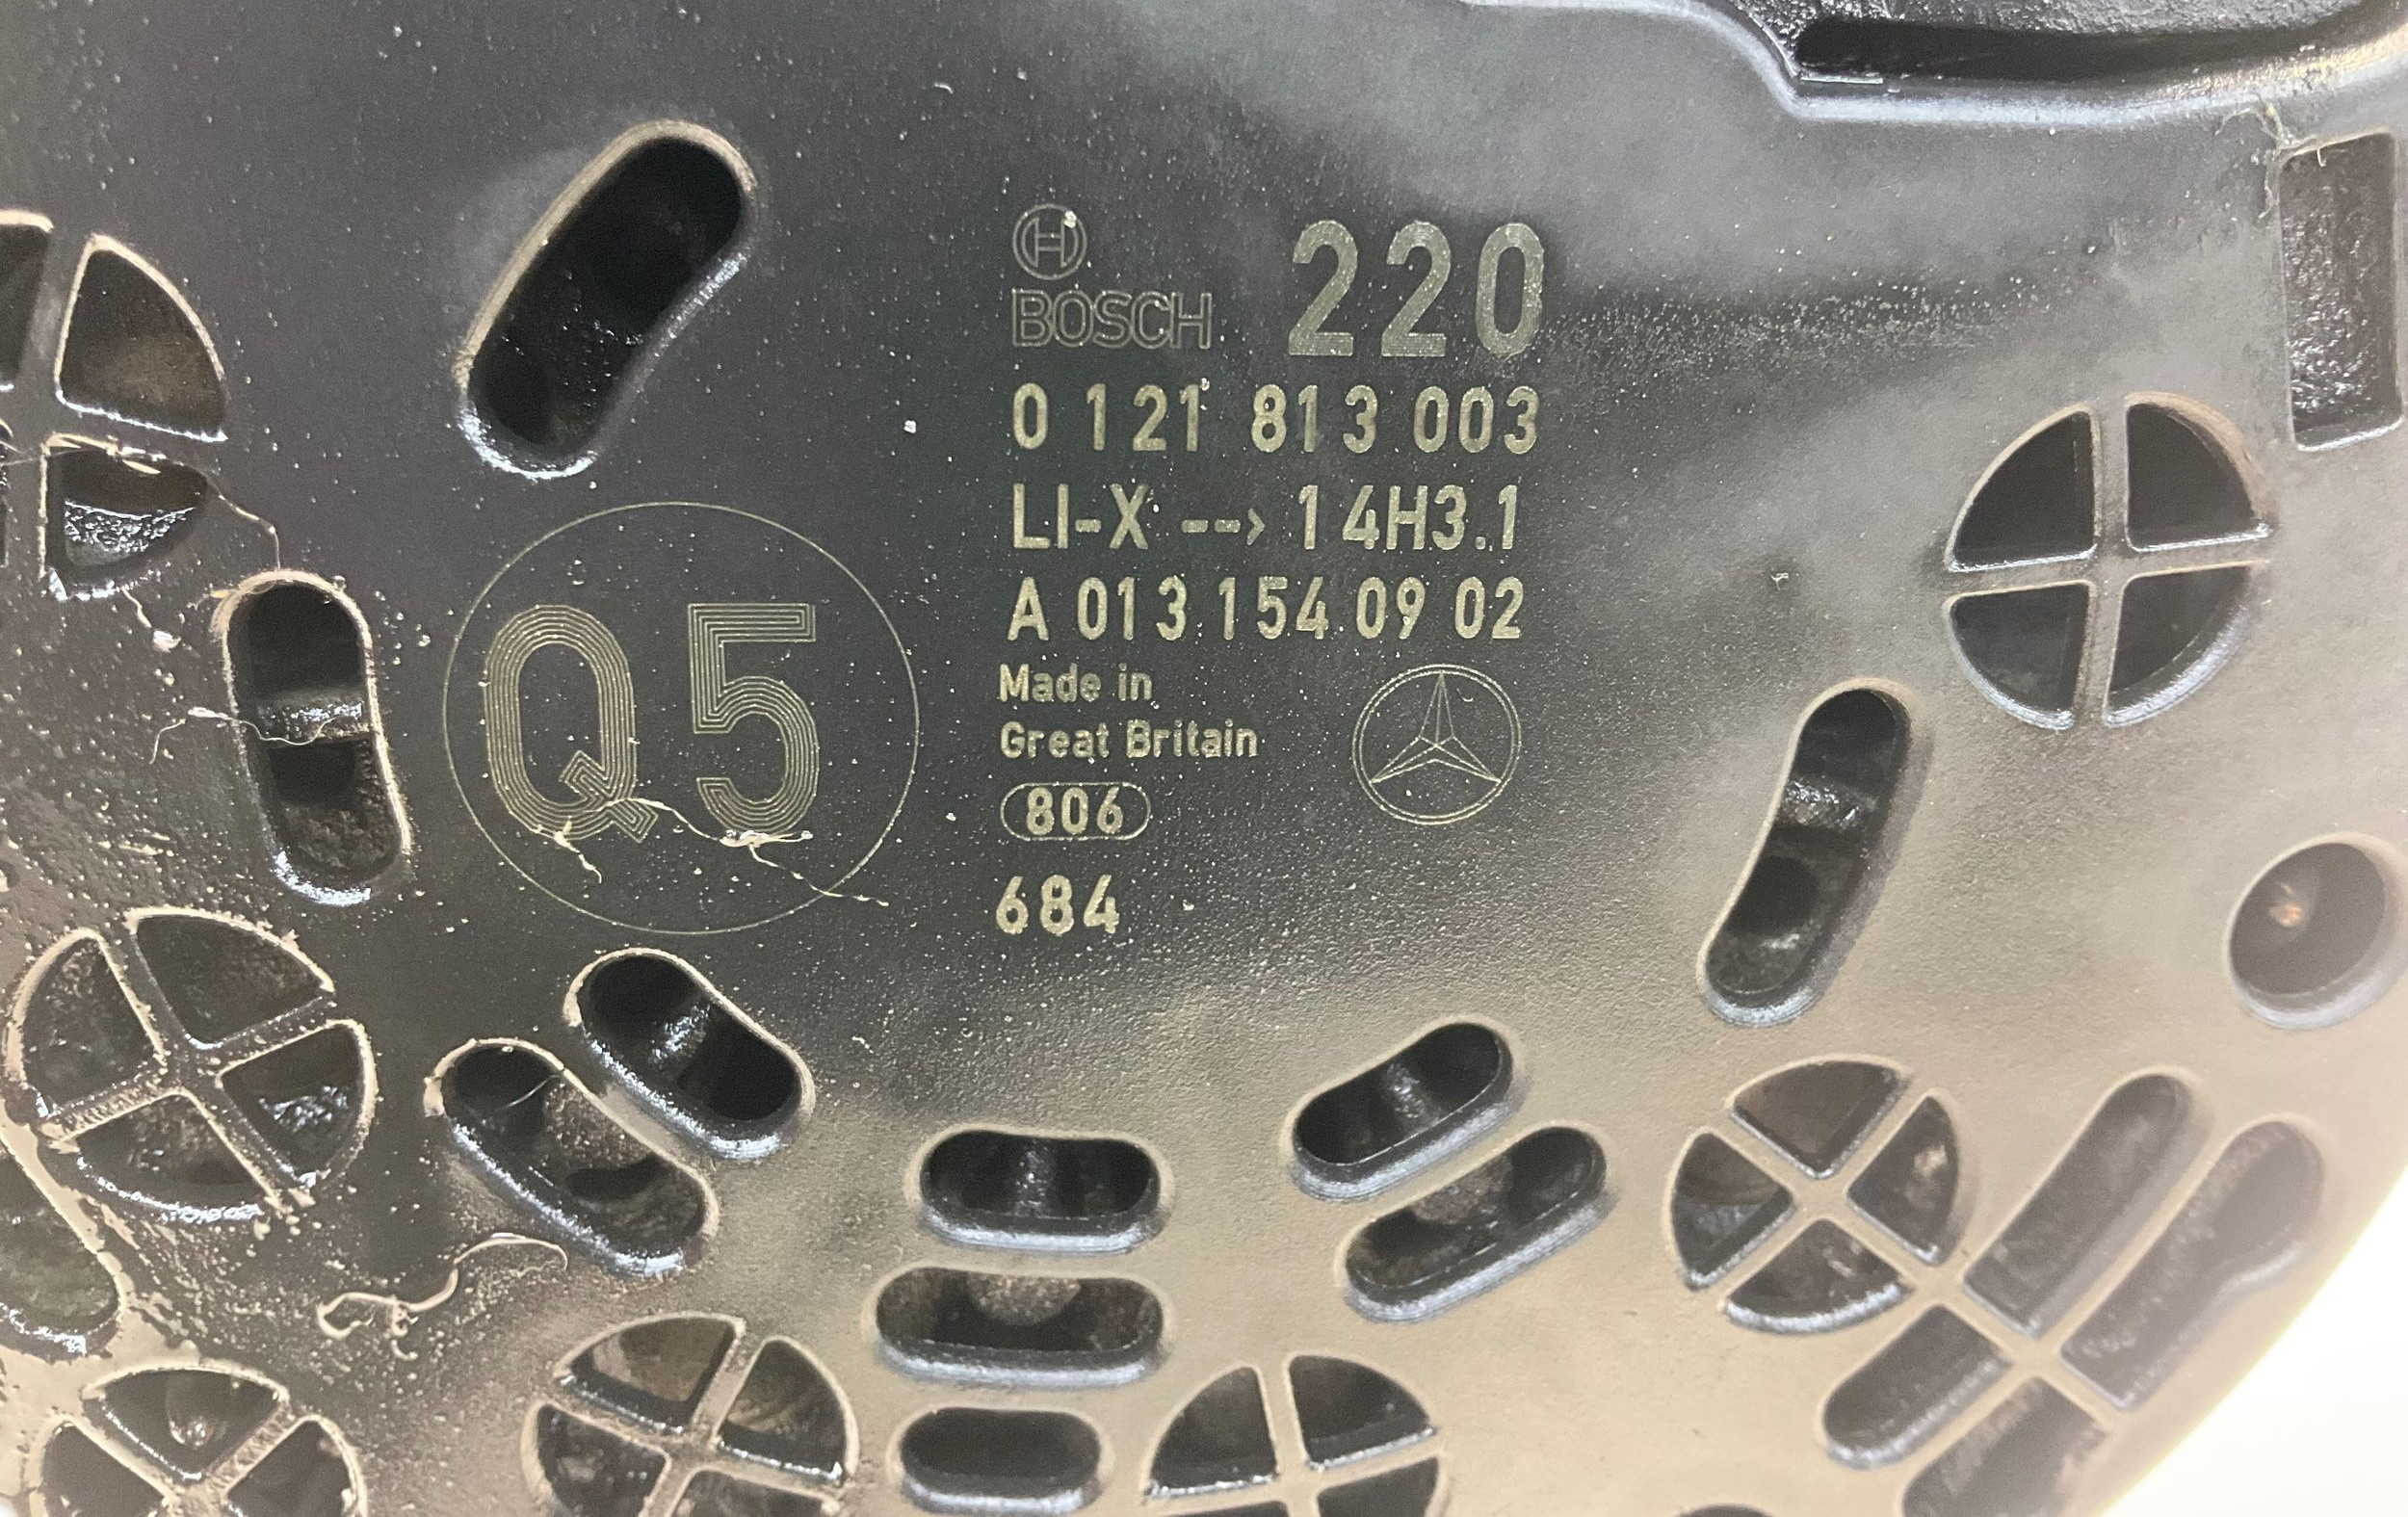 BOSCH 220
0 121 813 003
LI-X --> 14H3.1
A 013 154 09 02
Made in
Great Britain
Q5
806
684